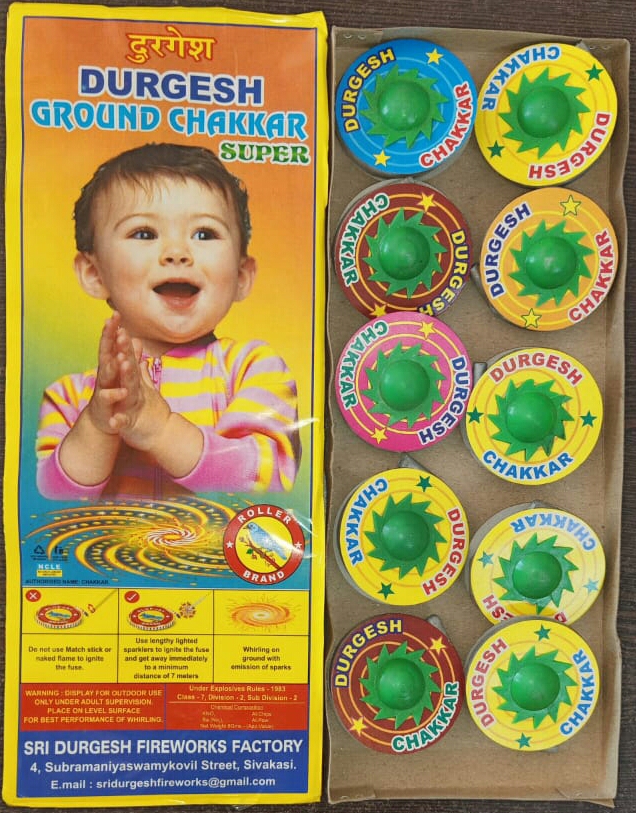 दुरगेश
DURGESH
GROUND CHAKKAR
SUPER
ROLLER
BRAND
NCLE
AUTHORISED NAME: CHAKKAR
Do not use Match stick or
naked flame to ignite
the fuse.
Use lengthy lighted
sparklers to ignite the fuse
and get away immediately
to a minimum
distance of 7 meters
Whirling on
ground with
emission of sparks
WARNING : DISPLAY FOR OUTDOOR USE
ONLY UNDER ADULT SUPERVISION.
PLACE ON LEVEL SURFACE
FOR BEST PERFORMANCE OF WHIRLING.
Under Explosives Rules - 1983
Class - 7, Division - 2, Sub Division - 2
Chemical Composition
SRI DURGESH FIREWORKS FACTORY
4, Subramaniyaswamykovil Street, Sivakasi.
E.mail : sridurgeshfireworks@gmail.com
DURGESH
CHAKKAR
CHAKKAR
DURGESH
CHAKKAR
DURGESH
DURGESH
CHAKKAR
CHAKKAR
DURGESH
DURGESH
CHAKKAR
CHAKKAR
DURGESH
CHAKKAR
DURGESH
CHAKKAR
DURGESH
CHAKKAR